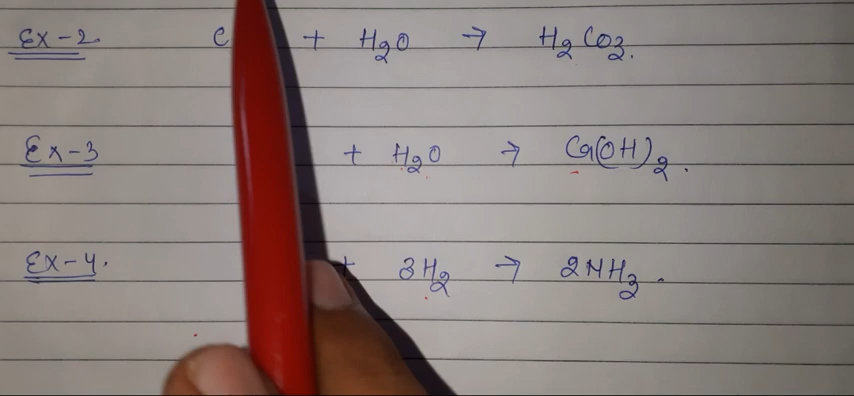 Ex-2 C + H2O → H2CO3.
Ex-3 + H2O → Ca(OH)2.
Ex-4. + 3H2 → 2NH3.